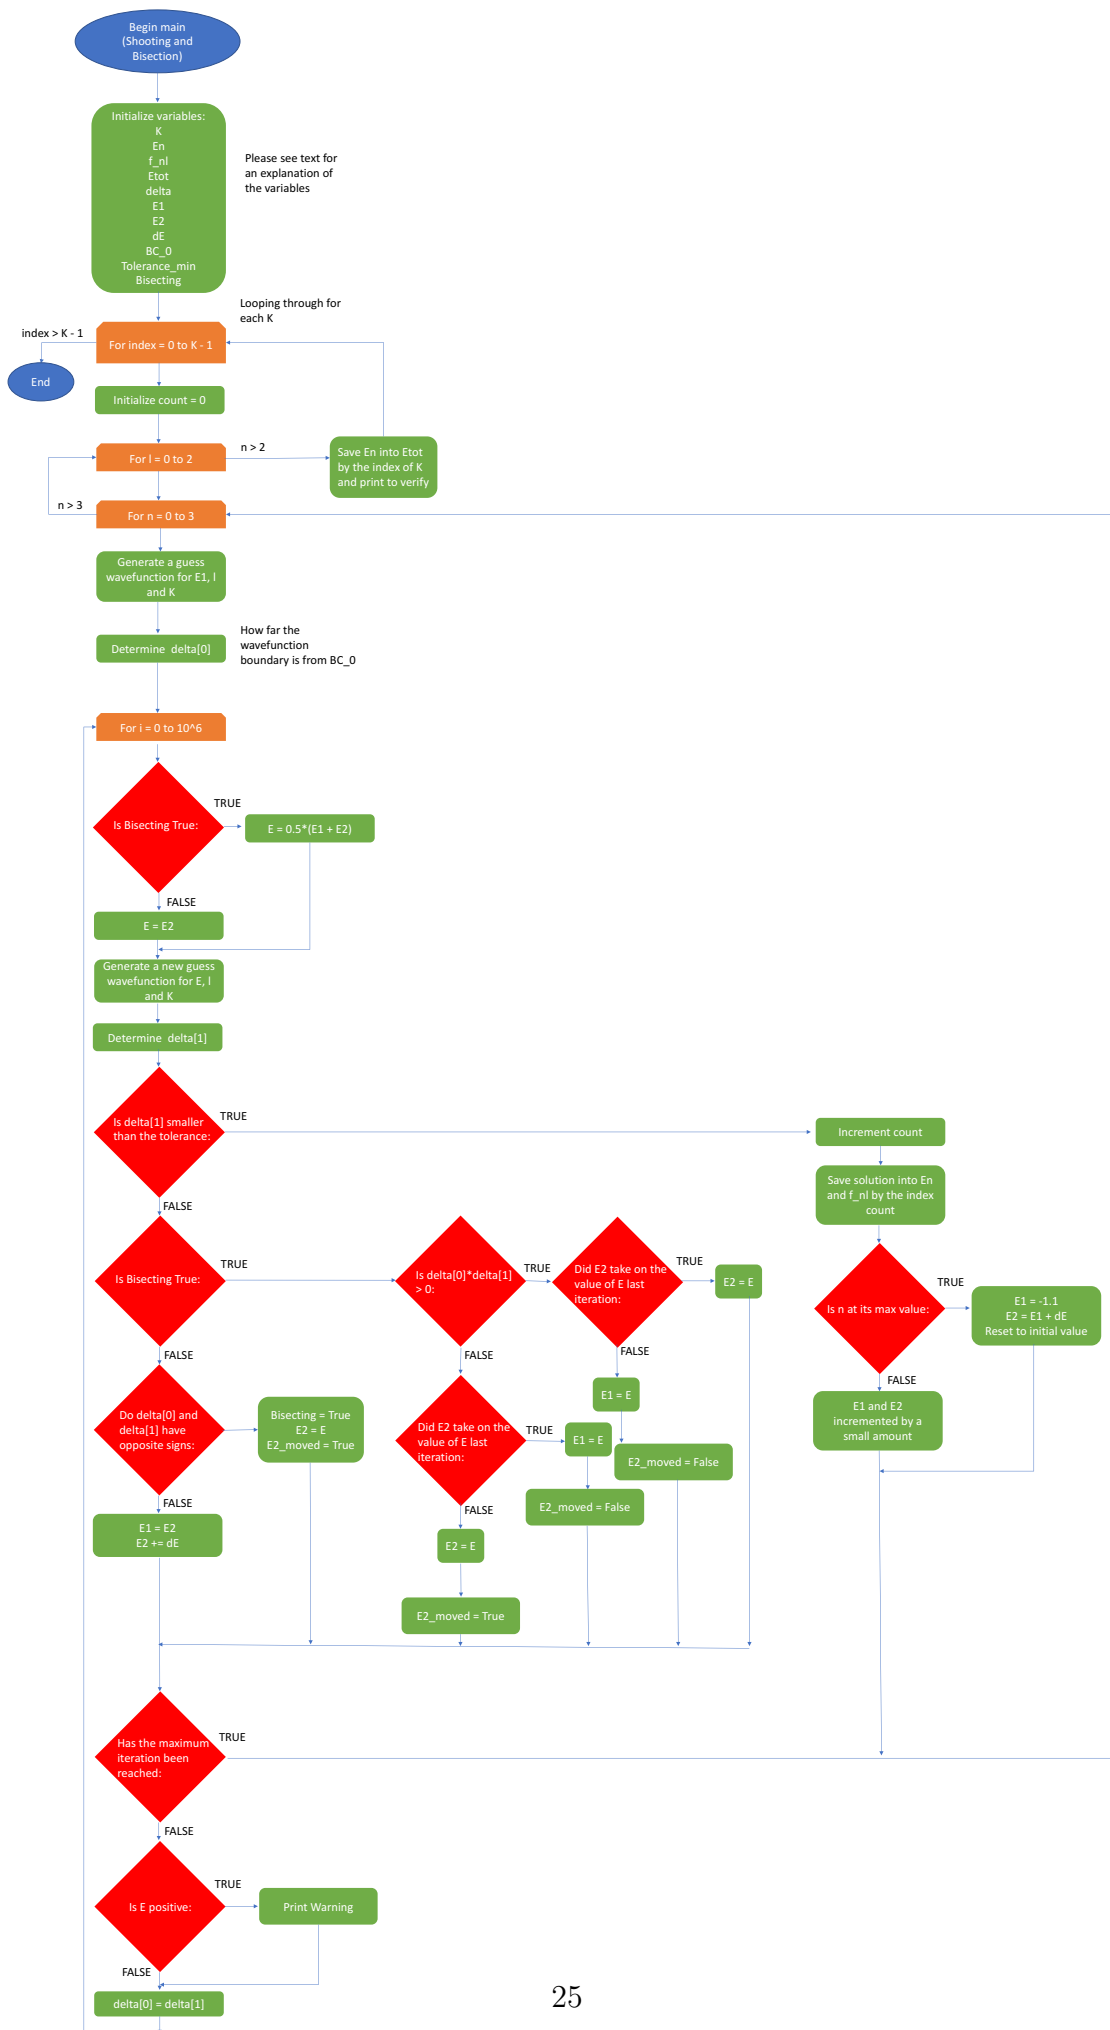 Begin main
(Shooting and
Bisection)
Initialize variables:
K
En
f_nl
Etot
delta
E1
E2
dE
BC_0
Tolerance_min
Bisecting
Please see text for
an explanation of
the variables
Looping through for
each K
index > K - 1
For index = 0 to K - 1
End
Initialize count = 0
For l = 0 to 2
n > 2
Save En into Etot
by the index of K
and print to verify
n > 3
For n = 0 to 3
Generate a guess
wavefunction for E1, l
and K
Determine delta[0]
How far the
wavefunction
boundary is from BC_0
For i = 0 to 10^6
Is Bisecting True:
TRUE
E = 0.5*(E1 + E2)
FALSE
E = E2
Generate a new guess
wavefunction for E, l
and K
Determine delta[1]
Is delta[1] smaller
than the tolerance:
TRUE
Increment count
Save solution into En
and f_nl by the index
count
FALSE
Is Bisecting True:
TRUE
Is delta[0]*delta[1]
> 0:
TRUE
Did E2 take on the
value of E last
iteration:
TRUE
E2 = E
Is n at its max value:
TRUE
E1 = -1.1
E2 = E1 + dE
Reset to initial value
FALSE
FALSE
FALSE
FALSE
E1 = E
E1 and E2
incremented by a
small amount
Do delta[0] and
delta[1] have
opposite signs:
Bisecting = True
E2 = E
E2_moved = True
Did E2 take on the
value of E last
iteration:
TRUE
E1 = E
E2_moved = False
E2_moved = False
FALSE
FALSE
E1 = E2
E2 += dE
E2 = E
E2_moved = True
Has the maximum
iteration been
reached:
TRUE
FALSE
Is E positive:
TRUE
Print Warning
FALSE
delta[0] = delta[1]
25